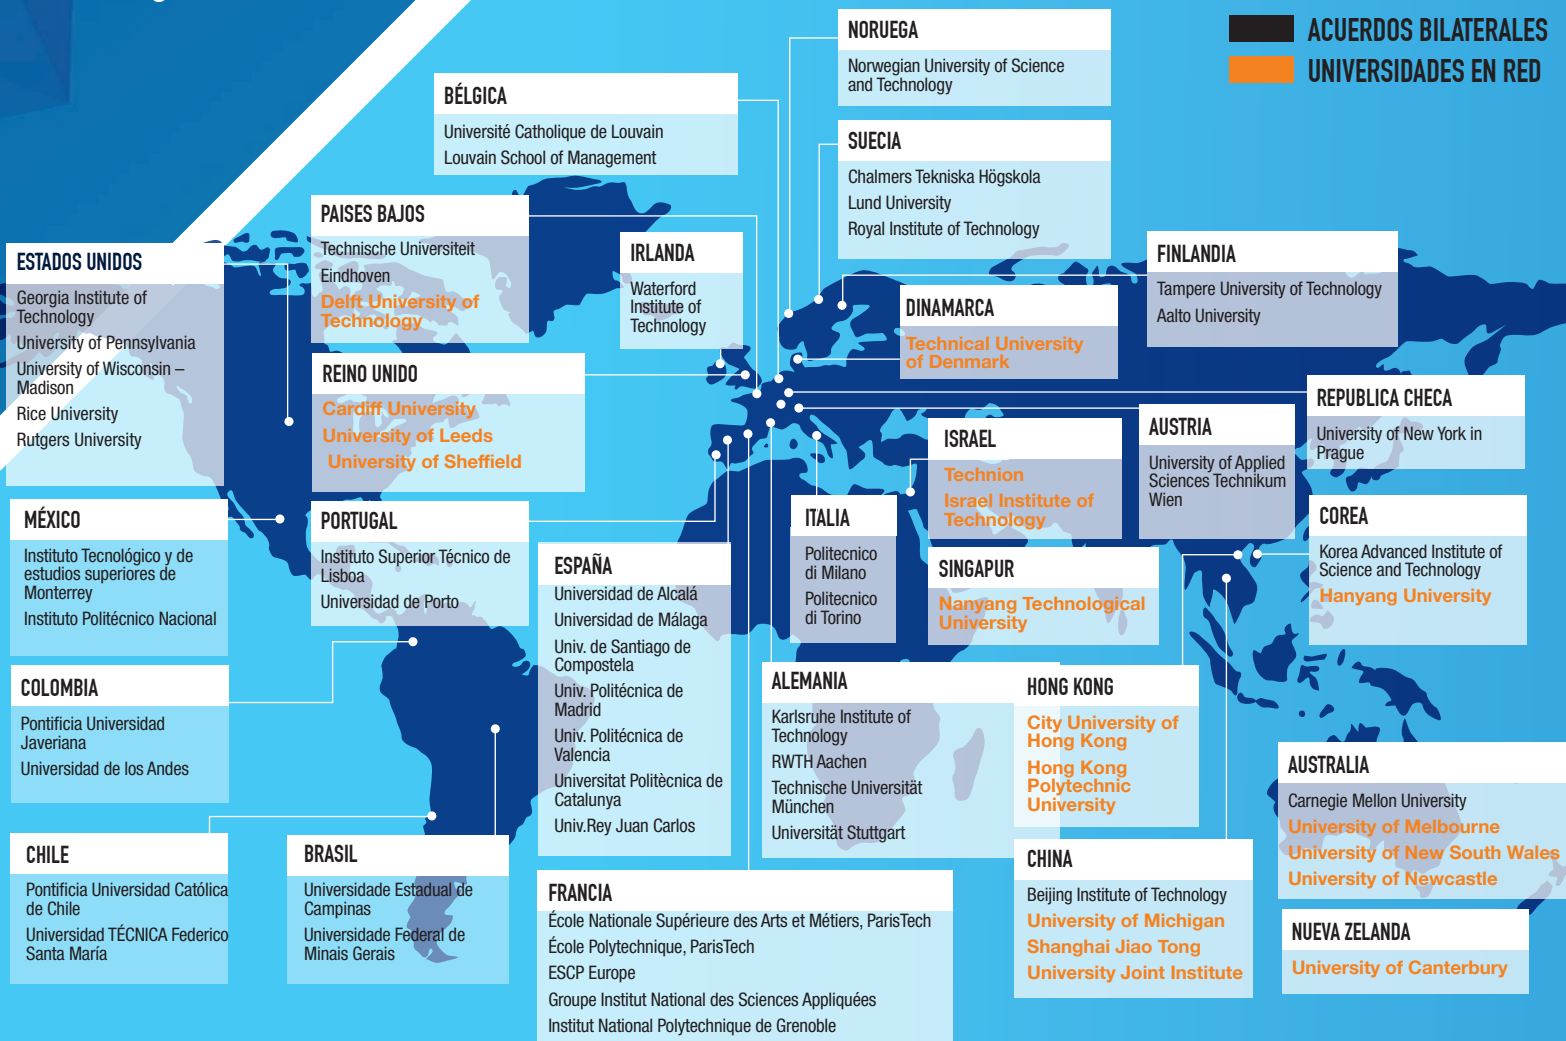 ACUERDOS BILATERALES
UNIVERSIDADES EN RED
NORUEGA
Norwegian University of Science
and Technology
BÉLGICA
Université Catholique de Louvain
Louvain School of Management
SUECIA
Chalmers Tekniska Högskola
Lund University
Royal Institute of Technology
PAISES BAJOS
Technische Universiteit
Eindhoven
Delft University of
Technology
IRLANDA
Waterford
Institute of
Technology
FINLANDIA
Tampere University of Technology
Aalto University
ESTADOS UNIDOS
Georgia Institute of
Technology
University of Pennsylvania
University of Wisconsin –
Madison
Rice University
Rutgers University
DINAMARCA
Technical University
of Denmark
REINO UNIDO
Cardiff University
University of Leeds
University of Sheffield
REPUBLICA CHECA
University of New York in
Prague
AUSTRIA
University of Applied
Sciences Technikum
Wien
ISRAEL
Technion
Israel Institute of
Technology
MÉXICO
Instituto Tecnológico y de
estudios superiores de
Monterrey
Instituto Politécnico Nacional
PORTUGAL
Instituto Superior Técnico de
Lisboa
Universidad de Porto
ITALIA
Politecnico
di Milano
Politecnico
di Torino
COREA
Korea Advanced Institute of
Science and Technology
Hanyang University
ESPAÑA
Universidad de Alcalá
Universidad de Málaga
Univ. de Santiago de
Compostela
Univ. Politécnica de
Madrid
Univ. Politécnica de
Valencia
Universitat Politècnica de
Catalunya
Univ.Rey Juan Carlos
SINGAPUR
Nanyang Technological
University
COLOMBIA
Pontificia Universidad
Javeriana
Universidad de los Andes
ALEMANIA
Karlsruhe Institute of
Technology
RWTH Aachen
Technische Universität
München
Universität Stuttgart
HONG KONG
City University of
Hong Kong
Hong Kong
Polytechnic
University
AUSTRALIA
Carnegie Mellon University
University of Melbourne
University of New South Wales
University of Newcastle
CHILE
Pontificia Universidad Católica
de Chile
Universidad TÉCNICA Federico
Santa María
BRASIL
Universidade Estadual de
Campinas
Universidade Federal de
Minais Gerais
FRANCIA
École Nationale Supérieure des Arts et Métiers, ParisTech
École Polytechnique, ParisTech
ESCP Europe
Groupe Institut National des Sciences Appliquées
Institut National Polytechnique de Grenoble
CHINA
Beijing Institute of Technology
University of Michigan
Shanghai Jiao Tong
University Joint Institute
NUEVA ZELANDA
University of Canterbury